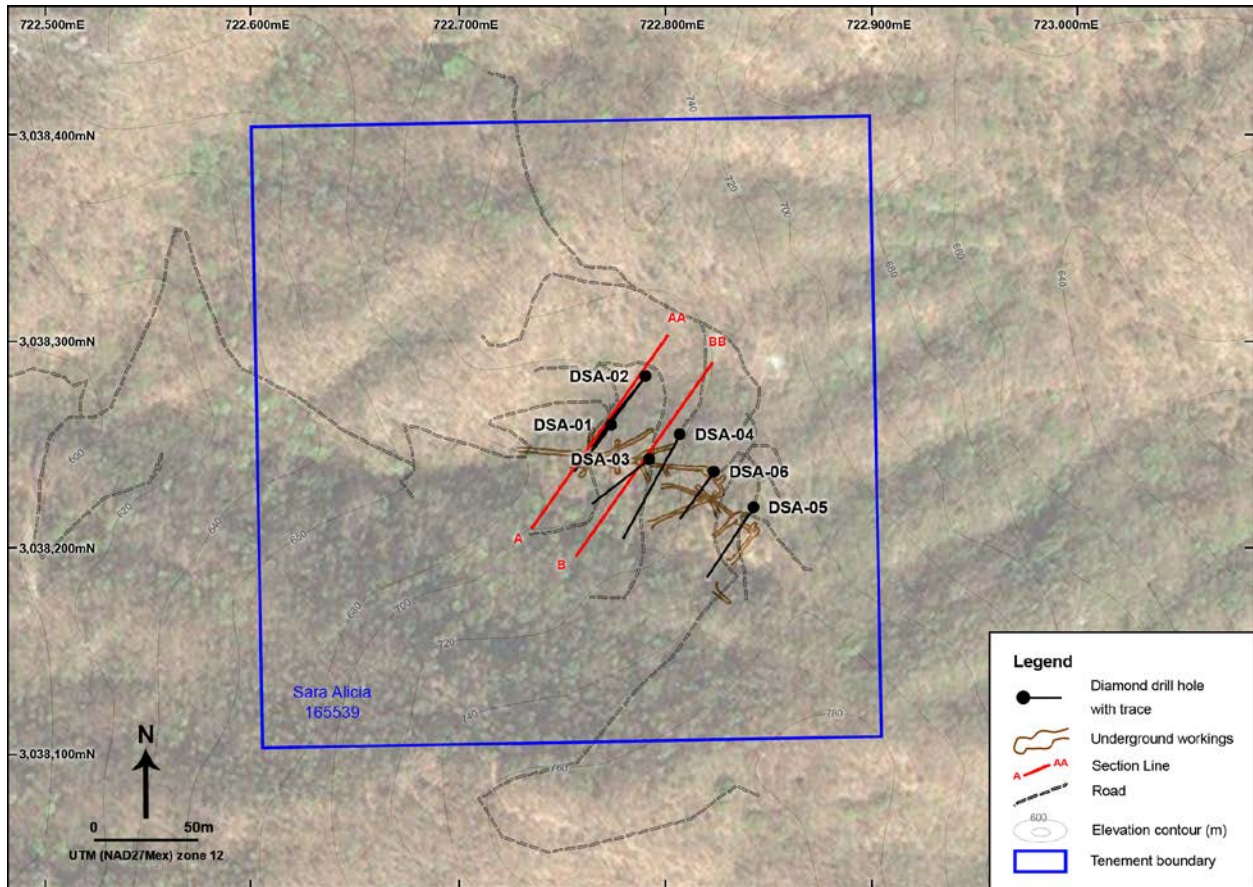 722.500mE 722.600mE 722.700mE 722.800mE 722.900mE 723.000mE
740
3,038,400mN
720
700
680
680
640
3,038,300mN
AA
BB
DSA-02
DSA-01
DSA-04
DSA-03
DSA-06
DSA-05
600
620
640
650
3,038,200mN
A
B
680
700
720
Sara Alicia
165539
740
780
760
3,038,100mN
N
0 50m
UTM (NAD27Mex) zone 12
Legend
Diamond drill hole
with trace
Underground workings
A AA Section Line
Road
600 Elevation contour (m)
Tenement boundary